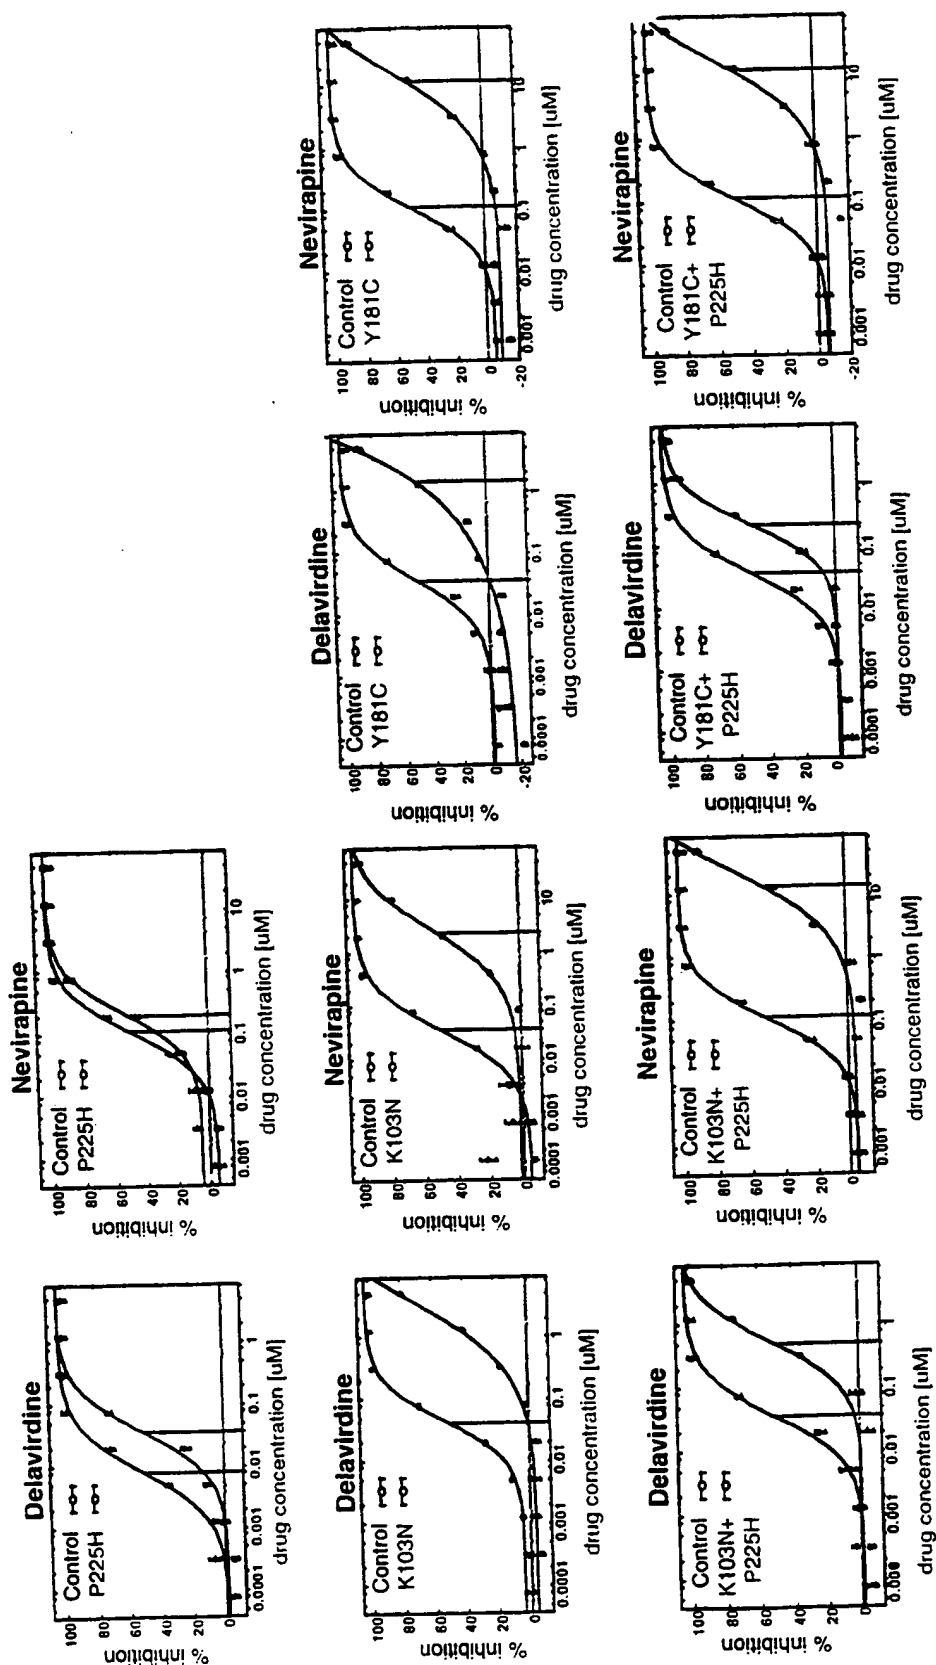 Delavirdine
Control
P225H
% inhibition
100
80
60
40
20
0
0.0001 0.001 0.01 0.1 1
drug concentration [uM]
Nevirapine
Control
P225H
% inhibition
100
80
60
40
20
0
0.001 0.01 0.1 1 10
drug concentration [uM]
Delavirdine
Control
K103N
% inhibition
100
80
60
40
20
0
0.0001 0.001 0.01 0.1 1
drug concentration [uM]
Nevirapine
Control
K103N
% inhibition
100
80
60
40
20
0
0.0001 0.001 0.01 0.1 1 10
drug concentration [uM]
Delavirdine
Control
Y181C
% inhibition
100
80
60
40
20
0
-20
0.0001 0.001 0.01 0.1 1
drug concentration [uM]
Nevirapine
Control
Y181C
% inhibition
100
80
60
40
20
0
-20
0.001 0.01 0.1 1 10
drug concentration [uM]
Delavirdine
Control
K103N+
P225H
% inhibition
100
80
60
40
20
0
0.001 0.01 0.1 1
drug concentration [uM]
Nevirapine
Control
K103N+
P225H
% inhibition
100
80
60
40
20
0
0.001 0.01 0.1 1 10
drug concentration [uM]
Delavirdine
Control
Y181C+
P225H
% inhibition
100
80
60
40
20
0
0.0001 0.001 0.01 0.1 1
drug concentration [uM]
Nevirapine
Control
Y181C+
P225H
% inhibition
100
80
60
40
20
0
-20
0.001 0.01 0.1 1 10
drug concentration [uM]